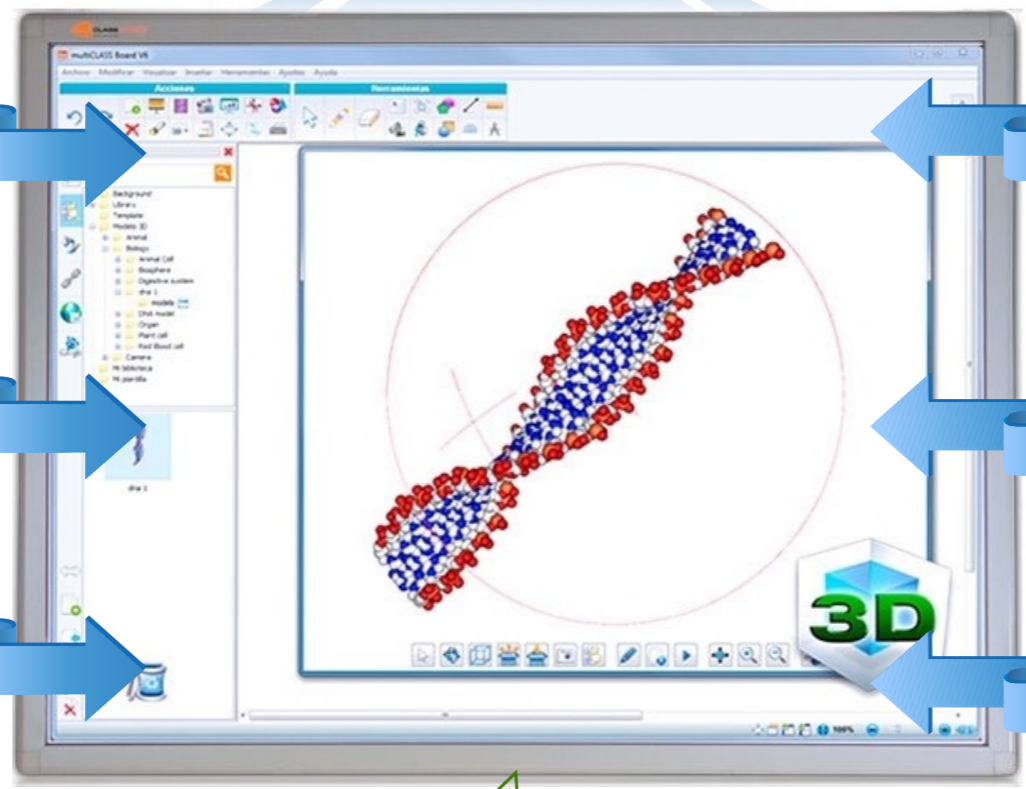 CLASS
multiCLASS Board V6
Archivo Modificar Visualizar Insertar Herramientas Ajustes Ayuda
Acciones Herramientas
Background
Library
Template
Models 3D
Animal
Biology
Animal Cell
Biosphere
Digestive system
dna 1
models
DNA model
Organ
Plant cell
Red Blood cell
Camera
Mi biblioteca
Mi plantilla
dna 1
3D
100%